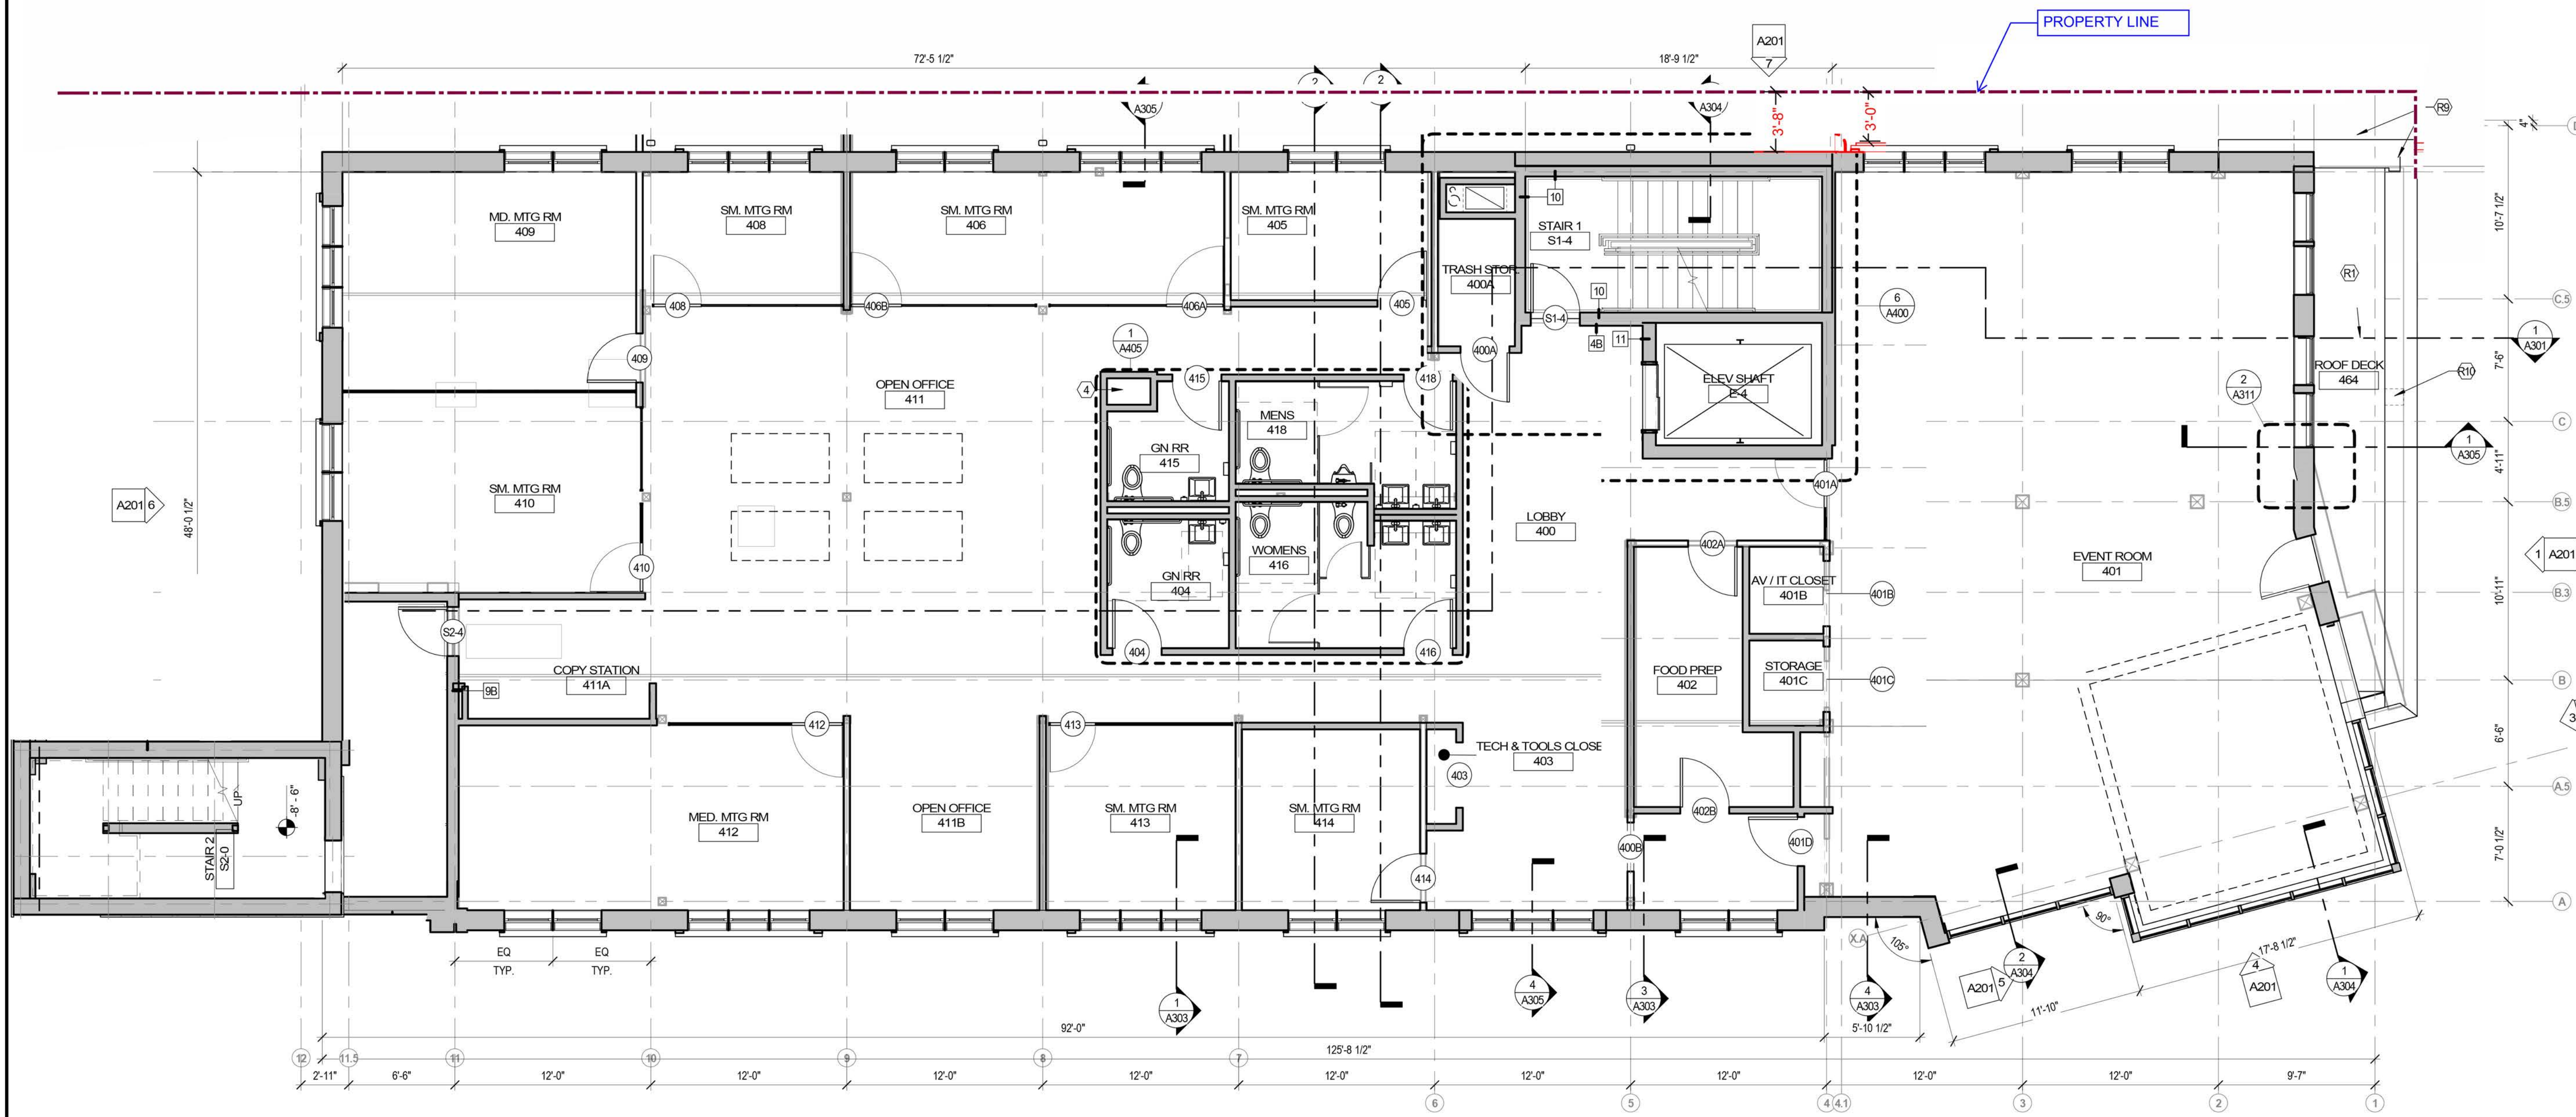 PROPERTY LINE
A201
7
72'-5 1/2"
18'-9 1/2"
2
2
A305
A304
3'-8"
3'-0"
R9
4"
MD. MTG RM
409
SM. MTG RM
408
SM. MTG RM
406
SM. MTG RM
405
10
STAIR 1
S1-4
TRASH STOR.
400A
10'-7 1/2"
R1
C.5
408
406B
406A
405
10
S1-4
6
A400
1
A405
409
400A
4B
11
1
A301
7'-6"
ROOF DECK
464
R10
ELEV SHAFT
E-4
2
A311
OPEN OFFICE
411
4
415
418
MENS
418
C
GN RR
415
1
A305
4'-11"
A201
6
48'-0 1/2"
SM. MTG RM
410
401A
B.5
LOBBY
400
402A
WOMENS
416
EVENT ROOM
401
1
A201
410
GN RR
404
AV / IT CLOSET
401B
401B
10'-11"
B.3
S2-4
404
416
COPY STATION
411A
9B
FOOD PREP
402
STORAGE
401C
401C
B
3
412
413
TECH & TOOLS CLOSE
403
403
6'-6"
UP
-8' - 6"
STAIR 2
S2-0
MED. MTG RM
412
OPEN OFFICE
411B
SM. MTG RM
413
SM. MTG RM
414
402B
A.5
400B
401D
7'-0 1/2"
414
A
EQ
EQ
TYP.
TYP.
X.A
105°
90°
17'-8 1/2"
2
A304
A201
5
4
A201
1
A304
1
A303
4
A305
3
A303
4
A303
11'-10"
92'-0"
5'-10 1/2"
125'-8 1/2"
12
11.5
11
10
9
8
7
2'-11"
6'-6"
12'-0"
12'-0"
12'-0"
12'-0"
12'-0"
12'-0"
12'-0"
12'-0"
12'-0"
9'-7"
6
5
4
4.1
3
2
1